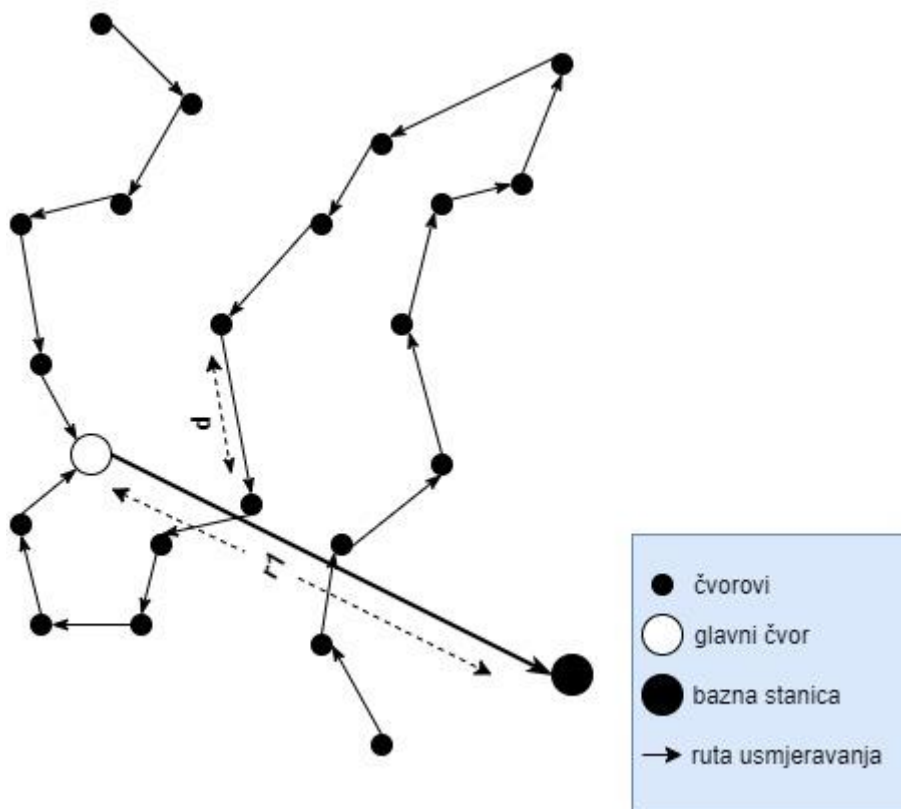 d
r1
čvorovi
glavni čvor
bazna stanica
ruta usmjeravanja